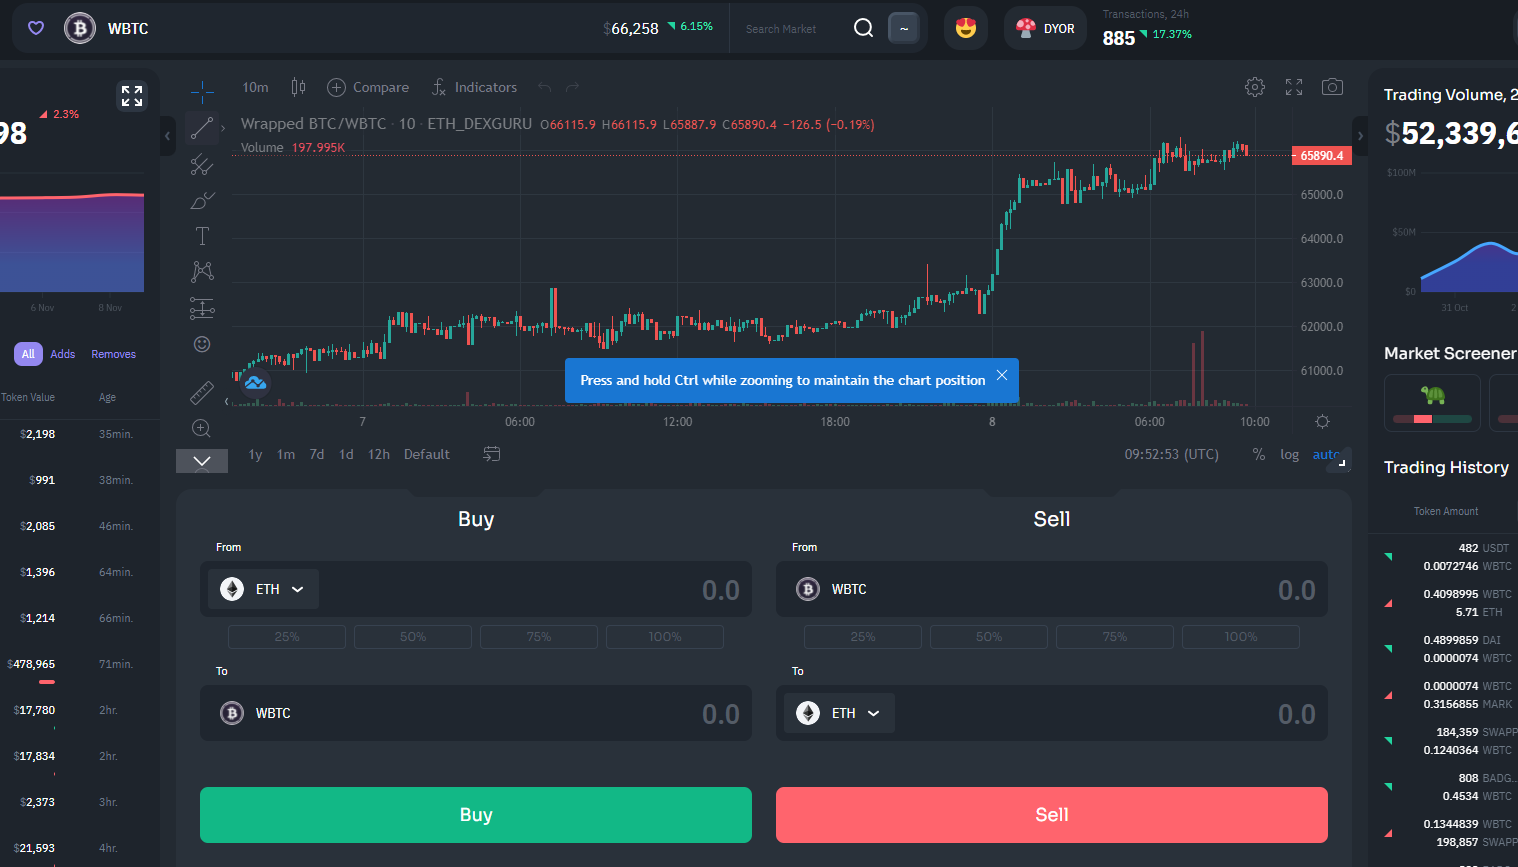 WBTC
$66,258
6.15%
Search Market
~
DYOR
Transactions, 24h
885
17.37%
2.3%
98
6 Nov
8 Nov
All
Adds
Removes
Token Value
Age
$2,198
35min.
$991
38min.
$2,085
46min.
$1,396
64min.
$1,214
66min.
$478,965
71min.
$17,780
2hr.
$17,834
2hr.
$2,373
3hr.
$21,593
4hr.
10m
Compare
Indicators
Wrapped BTC/WBTC · 10 · ETH_DEXGURU O66115.9 H66115.9 L65887.9 C65890.4 −126.5 (−0.19%)
Volume 197.995K
65890.4
65000.0
64000.0
63000.0
62000.0
61000.0
Press and hold Ctrl while zooming to maintain the chart position
7
06:00
12:00
18:00
8
06:00
10:00
1y
1m
7d
1d
12h
Default
09:52:53 (UTC)
%
log
auto
Buy
From
ETH
0.0
25%
50%
75%
100%
To
WBTC
0.0
Buy
Sell
From
WBTC
0.0
25%
50%
75%
100%
To
ETH
0.0
Sell
Trading Volume, 2
$52,339,6
$100M
$50M
$0
31 Oct
2
Market Screener
Trading History
Token Amount
482 USDT
0.0072746 WBTC
0.4098995 WBTC
5.71 ETH
0.4899859 DAI
0.0000074 WBTC
0.0000074 WBTC
0.3156855 MARK
184,359 SWAPP
0.1240364 WBTC
808 BADG...
0.4534 WBTC
0.1344839 WBTC
198,857 SWAPP